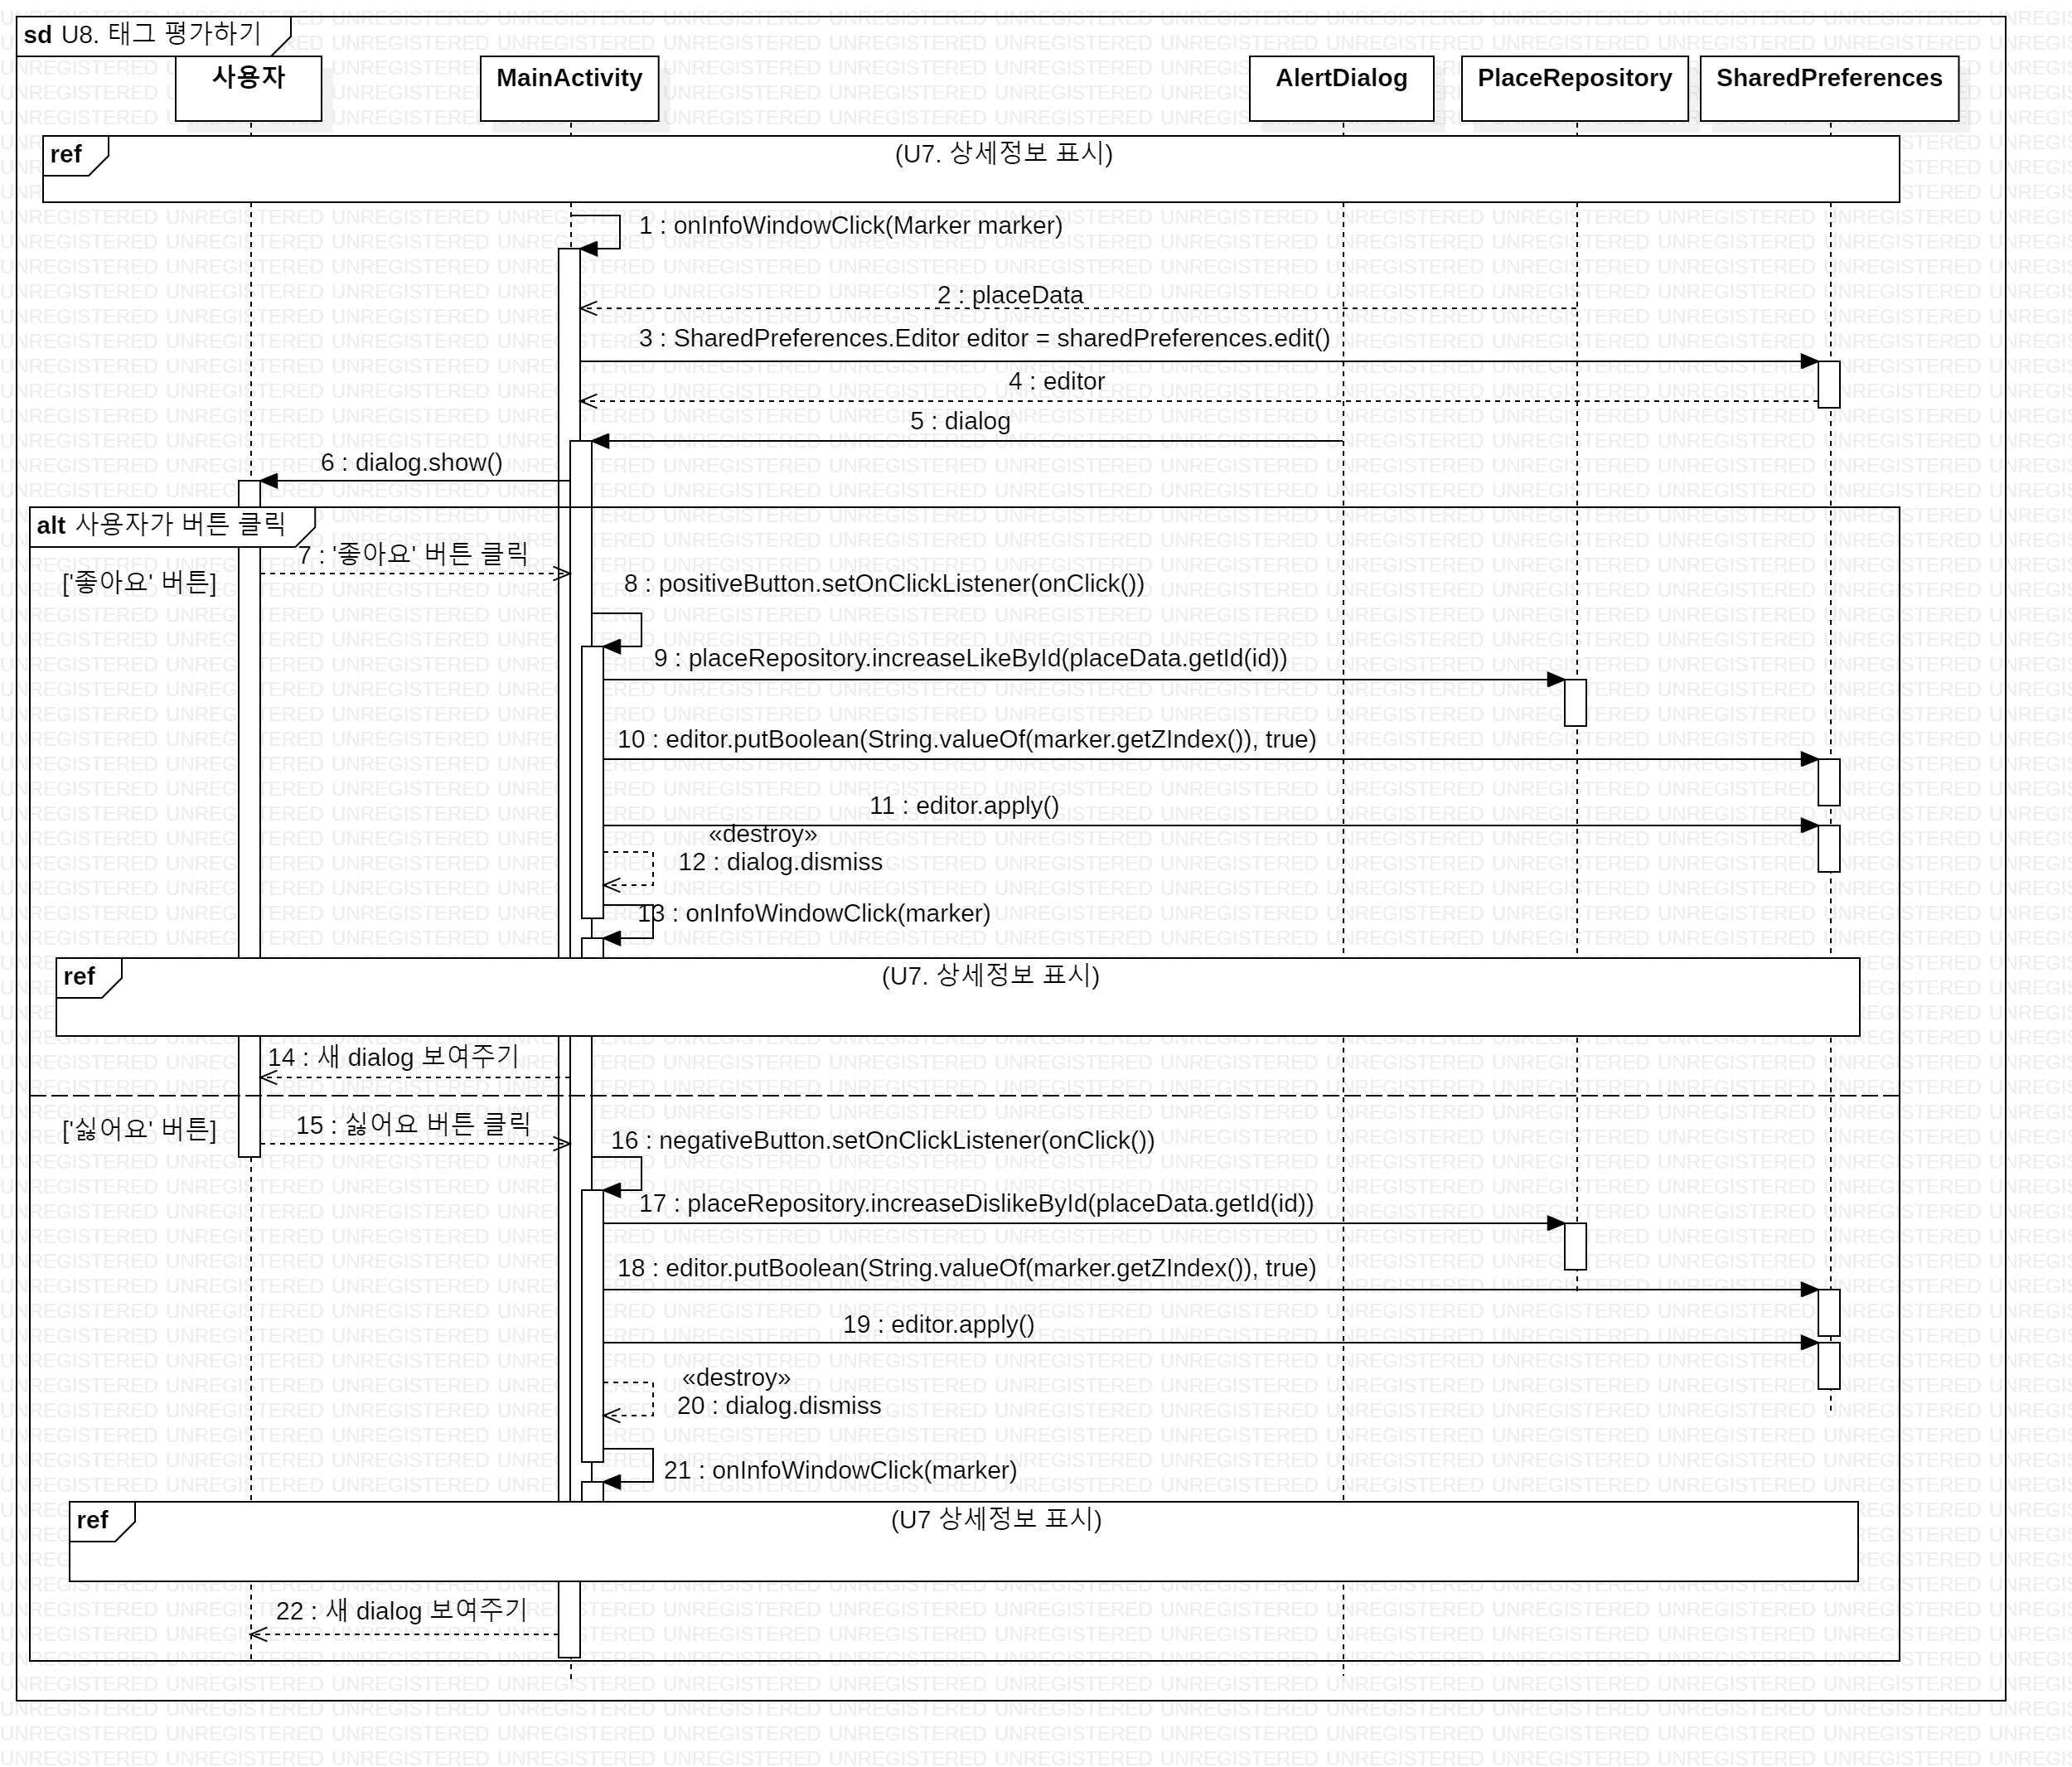 sd U8. 태그 평가하기
사용자
MainActivity
AlertDialog
PlaceRepository
SharedPreferences
ref
(U7. 상세정보 표시)
1 : onInfoWindowClick(Marker marker)
2 : placeData
3 : SharedPreferences.Editor editor = sharedPreferences.edit()
4 : editor
5 : dialog
6 : dialog.show()
alt 사용자가 버튼 클릭
7 : '좋아요' 버튼 클릭
['좋아요' 버튼]
8 : positiveButton.setOnClickListener(onClick())
9 : placeRepository.increaseLikeById(placeData.getId(id))
10 : editor.putBoolean(String.valueOf(marker.getZIndex()), true)
11 : editor.apply()
«destroy»
12 : dialog.dismiss
13 : onInfoWindowClick(marker)
ref
(U7. 상세정보 표시)
14 : 새 dialog 보여주기
['싫어요' 버튼]
15 : 싫어요 버튼 클릭
16 : negativeButton.setOnClickListener(onClick())
17 : placeRepository.increaseDislikeById(placeData.getId(id))
18 : editor.putBoolean(String.valueOf(marker.getZIndex()), true)
19 : editor.apply()
«destroy»
20 : dialog.dismiss
21 : onInfoWindowClick(marker)
ref
(U7 상세정보 표시)
22 : 새 dialog 보여주기
UNREGISTERED